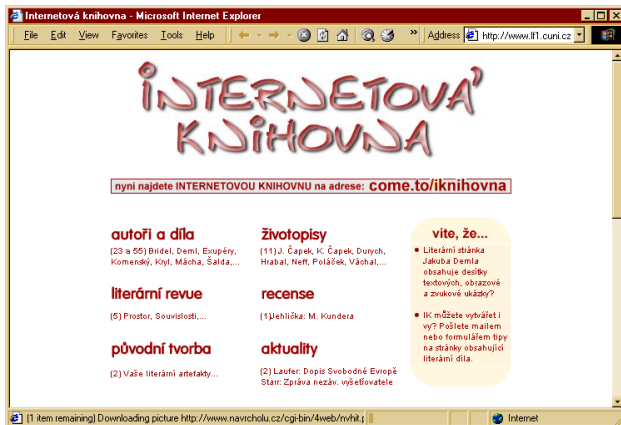 Internetová knihovna - Microsoft Internet Explorer
File Edit View Favorites Tools Help » Address http://www.lf1.cuni.cz
INTERNETOVÁ
KNIHOVNA
nyní najdete INTERNETOVOU KNIHOVNU na adrese: come.to/iknihovna
autoři a díla
(23 a 55) Bridel, Deml, Exupéry,
Komenský, Kryl, Mácha, Šalda,...
životopisy
(11) J. Čapek, K. Čapek, Durych,
Hrabal, Neff, Poláček, Váchal,...
literární revue
(5) Prostor, Souvislosti,...
recense
(1)Jehlička: M. Kundera
původní tvorba
(2) Vaše literární artefakty...
aktuality
(2) Laufer: Dopis Svobodné Evropě
Starr: Zpráva nezáv. vyšetřovatele
víte, že...
Literární stránka
Jakuba Demla
obsahuje desítky
textových, obrazové
a zvukové ukázky?
IK můžete vytvářet i
vy? Pošlete mailem
nebo formulářem tipy
na stránky obsahující
literární díla.
(1 item remaining) Downloading picture http://www.navrcholu.cz/cgi-bin/4web/nvhit.p Internet